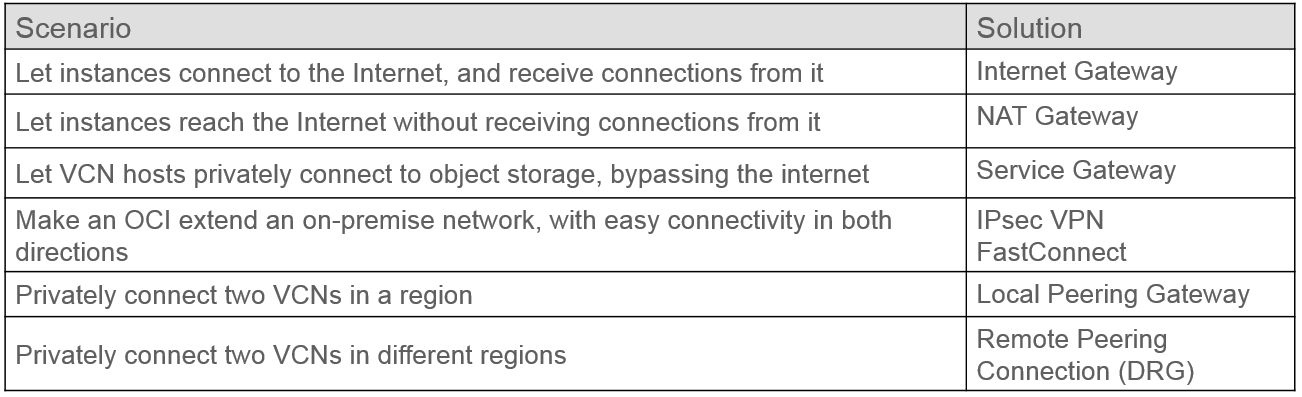 Scenario
Solution
Let instances connect to the Internet, and receive connections from it
Internet Gateway
Let instances reach the Internet without receiving connections from it
NAT Gateway
Let VCN hosts privately connect to object storage, bypassing the internet
Service Gateway
Make an OCI extend an on-premise network, with easy connectivity in both
directions
IPsec VPN
FastConnect
Privately connect two VCNs in a region
Local Peering Gateway
Privately connect two VCNs in different regions
Remote Peering
Connection (DRG)